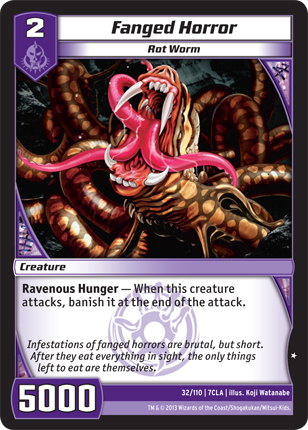 2
Fanged Horror
Rot Worm
Creature
Ravenous Hunger — When this creature
attacks, banish it at the end of the attack.
Infestations of fanged horrors are brutal, but short.
After they eat everything in sight, the only things
left to eat are themselves.
5000
32/110 | 7CLA | illus. Koji Watanabe
TM & © 2013 Wizards of the Coast/Shogakukan/Mitsui-Kids.